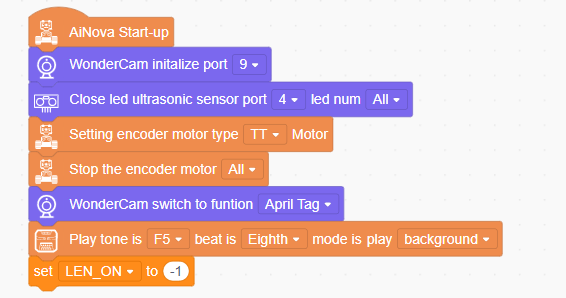 AiNova Start-up
WonderCam initalize port 9
Close led ultrasonic sensor port 4 led num All
Setting encoder motor type TT Motor
Stop the encoder motor All
WonderCam switch to funtion April Tag
Play tone is F5 beat is Eighth mode is play background
set LEN_ON to -1